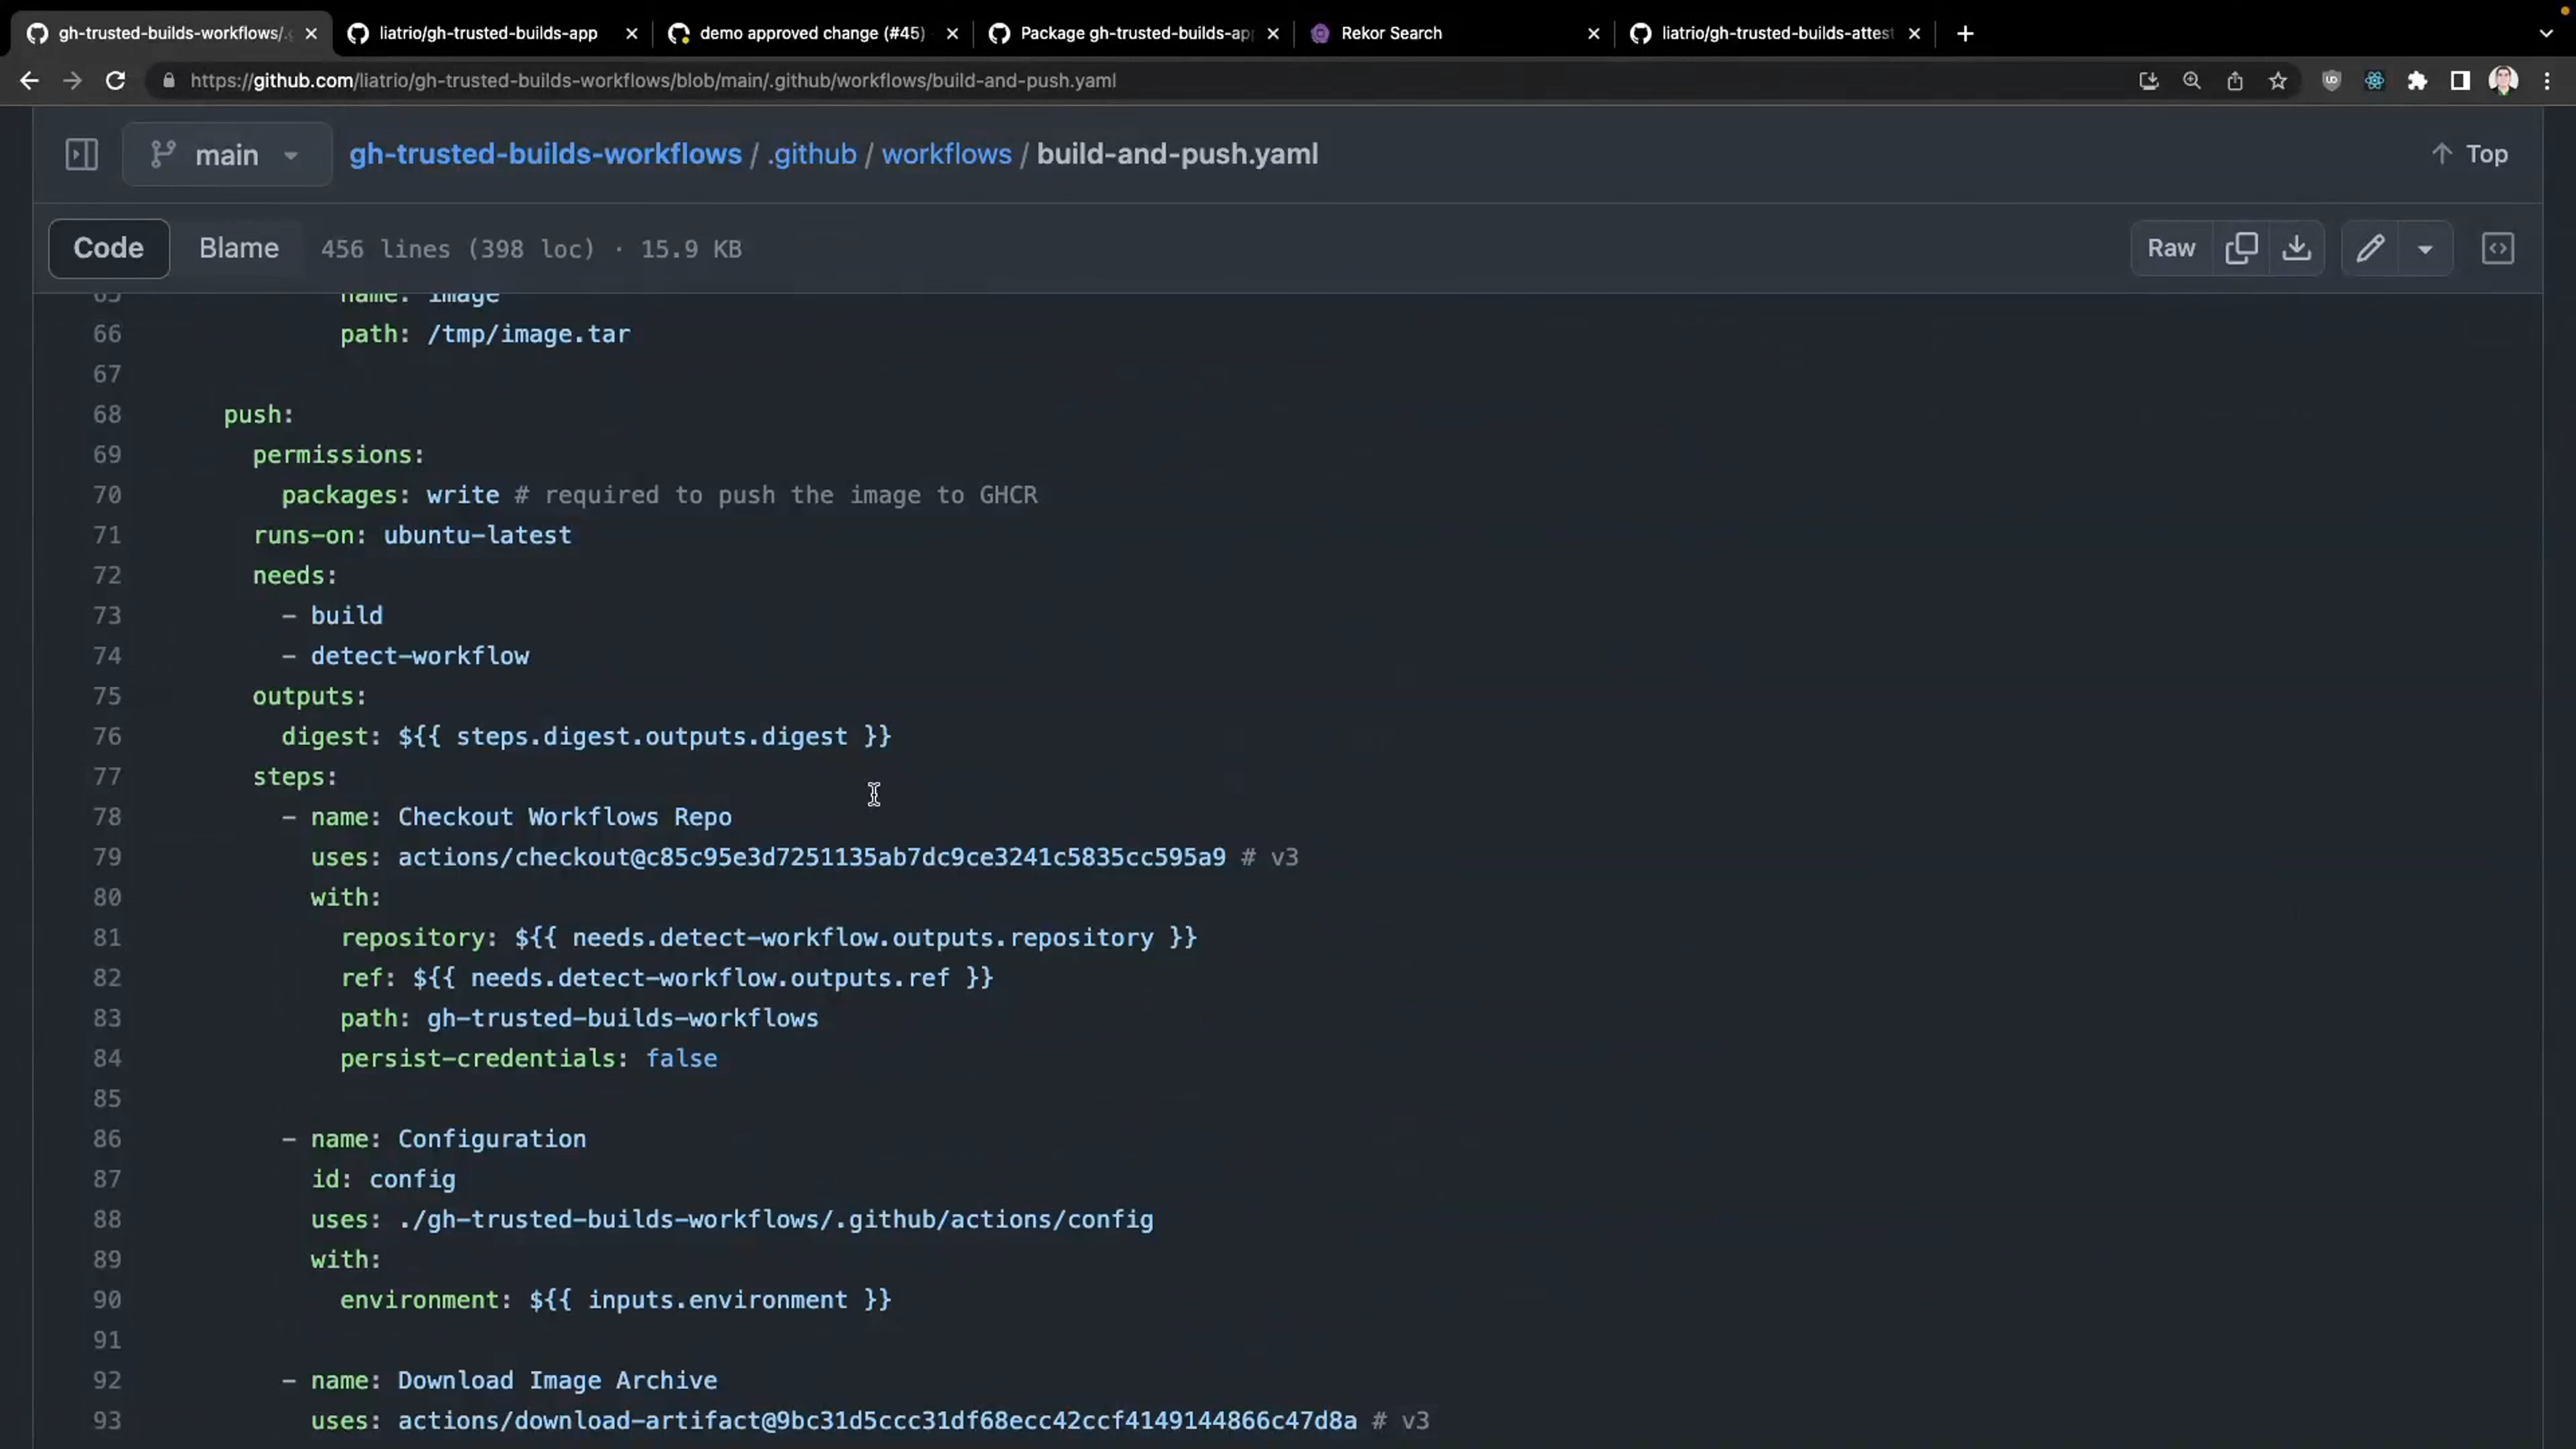 gh-trusted-builds-workflows/.g
liatrio/gh-trusted-builds-app
demo approved change (#45)
Package gh-trusted-builds-app
Rekor Search
liatrio/gh-trusted-builds-attest
https://github.com/liatrio/gh-trusted-builds-workflows/blob/main/.github/workflows/build-and-push.yaml
main
gh-trusted-builds-workflows / .github / workflows / build-and-push.yaml
Top
Code
Blame
456 lines (398 loc) · 15.9 KB
Raw
65 name: image
66 path: /tmp/image.tar
67
68 push:
69 permissions:
70 packages: write # required to push the image to GHCR
71 runs-on: ubuntu-latest
72 needs:
73 - build
74 - detect-workflow
75 outputs:
76 digest: ${{ steps.digest.outputs.digest }}
77 steps:
78 - name: Checkout Workflows Repo
79 uses: actions/checkout@c85c95e3d7251135ab7dc9ce3241c5835cc595a9 # v3
80 with:
81 repository: ${{ needs.detect-workflow.outputs.repository }}
82 ref: ${{ needs.detect-workflow.outputs.ref }}
83 path: gh-trusted-builds-workflows
84 persist-credentials: false
85
86 - name: Configuration
87 id: config
88 uses: ./gh-trusted-builds-workflows/.github/actions/config
89 with:
90 environment: ${{ inputs.environment }}
91
92 - name: Download Image Archive
93 uses: actions/download-artifact@9bc31d5ccc31df68ecc42ccf4149144866c47d8a # v3